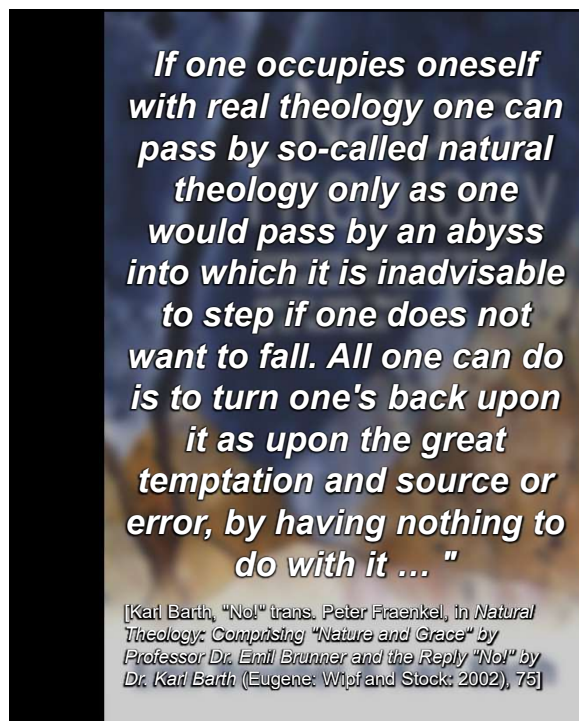 If one occupies oneself
with real theology one can
pass by so-called natural
theology only as one
would pass by an abyss
into which it is inadvisable
to step if one does not
want to fall. All one can do
is to turn one's back upon
it as upon the great
temptation and source or
error, by having nothing to
do with it ... "
[Karl Barth, "No!" trans. Peter Fraenkel, in Natural
Theology: Comprising "Nature and Grace" by
Professor Dr. Emil Brunner and the Reply "No!" by
Dr. Karl Barth (Eugene: Wipf and Stock: 2002), 75]
Natural
Theology